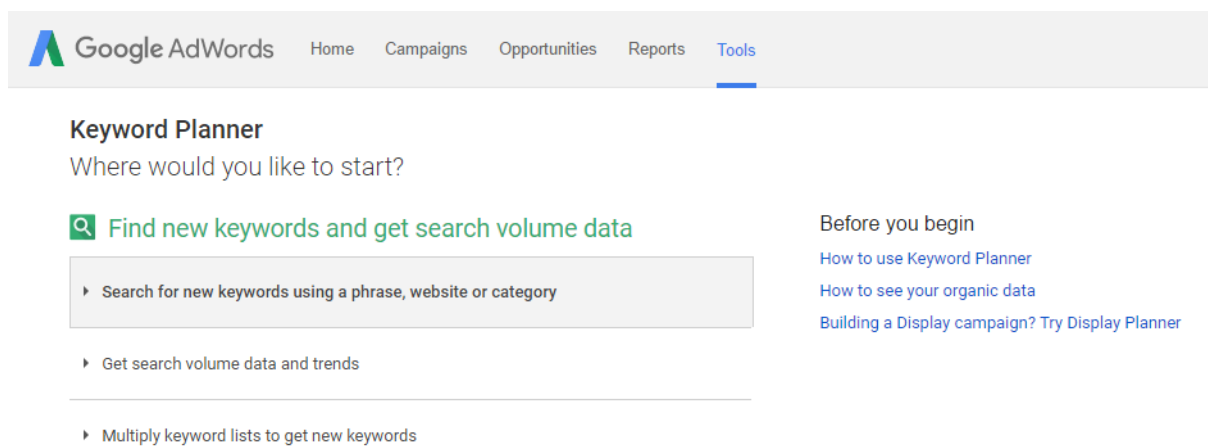 Google AdWords Home Campaigns Opportunities Reports Tools
Keyword Planner
Where would you like to start?
Find new keywords and get search volume data
Search for new keywords using a phrase, website or category
Get search volume data and trends
Multiply keyword lists to get new keywords
Before you begin
How to use Keyword Planner
How to see your organic data
Building a Display campaign? Try Display Planner